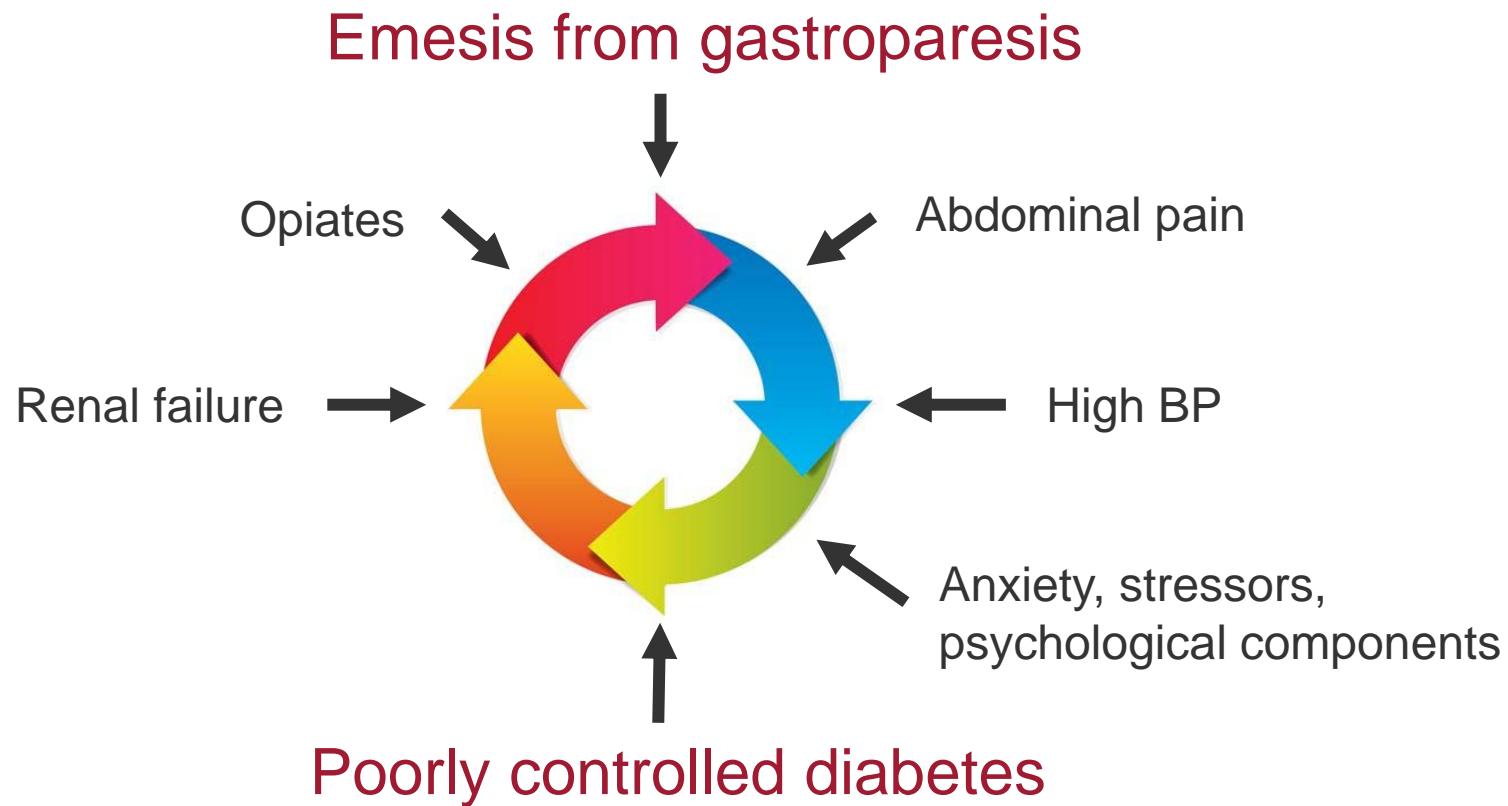 Emesis from gastroparesis
Opiates
Abdominal pain
Renal failure
High BP
Anxiety, stressors,
psychological components
Poorly controlled diabetes